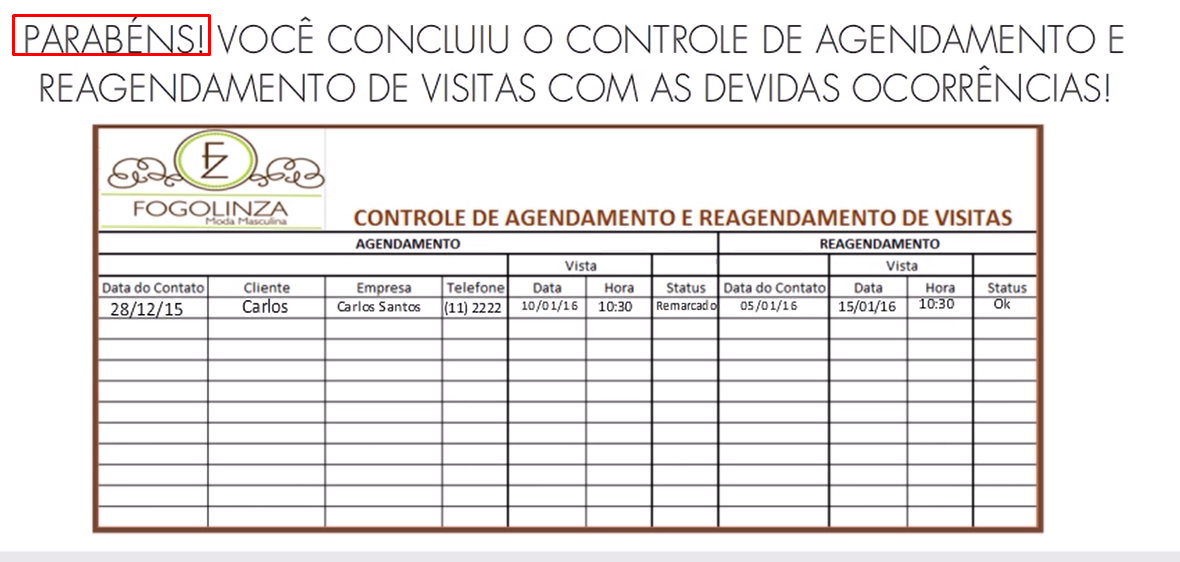 PARABÉNS! VOCÊ CONCLUIU O CONTROLE DE AGENDAMENTO E
REAGENDAMENTO DE VISITAS COM AS DEVIDAS OCORRÊNCIAS!
FZ
FOGOLINZA
Moda Masculina
CONTROLE DE AGENDAMENTO E REAGENDAMENTO DE VISITAS
AGENDAMENTO REAGENDAMENTO
Vista Vista
Data do Contato Cliente Empresa Telefone Data Hora Status Data do Contato Data Hora Status
28/12/15 Carlos Carlos Santos (11) 2222 10/01/16 10:30 Remarcado 05/01/16 15/01/16 10:30 Ok